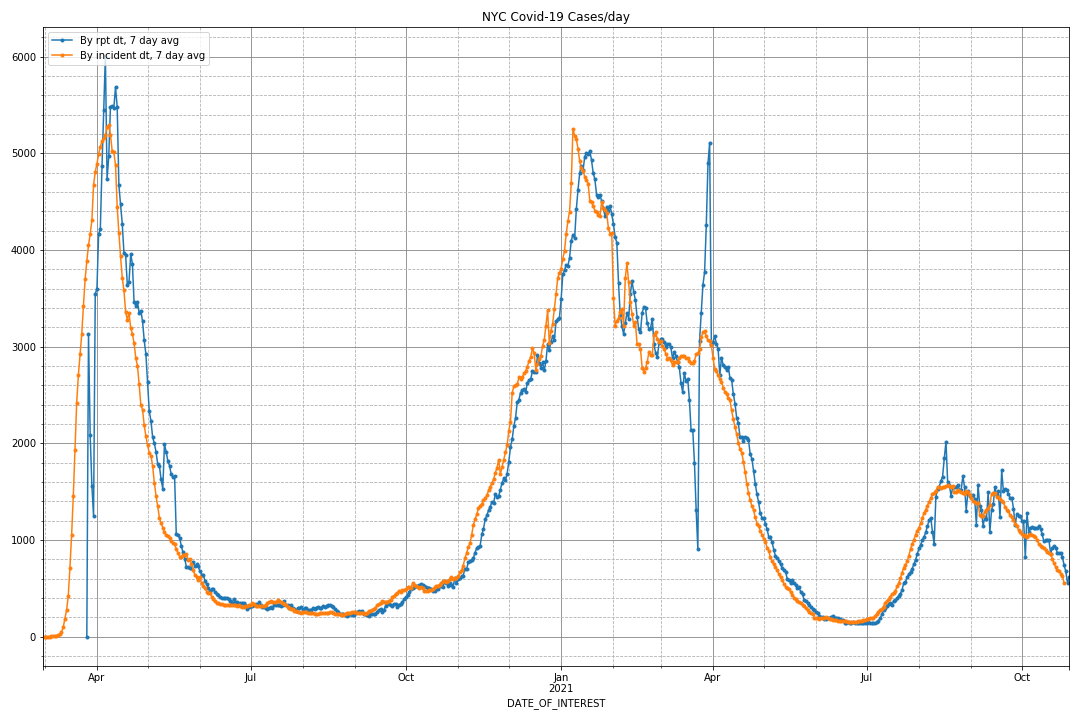 NYC Covid-19 Cases/day
By rpt dt, 7 day avg
By incident dt, 7 day avg
6000
5000
4000
3000
2000
1000
0
Apr Jul Oct Jan Apr Jul Oct
2021
DATE_OF_INTEREST